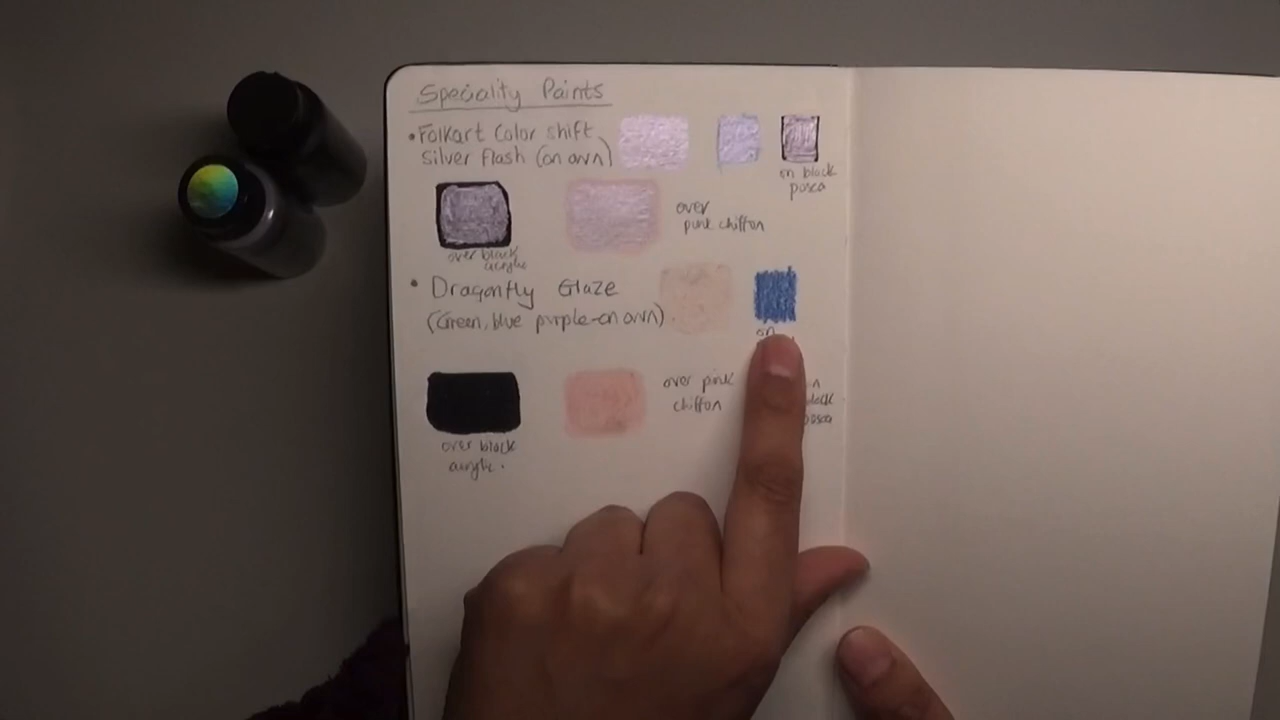 Speciality Paints
• Folkart Color shift
silver flash (on own)
on black
posca
over
pink chiffon
over black
acrylic
• Dragonfly Glaze
(Green, blue purple-on own)
on
over pink
chiffon
over black
acrylic.